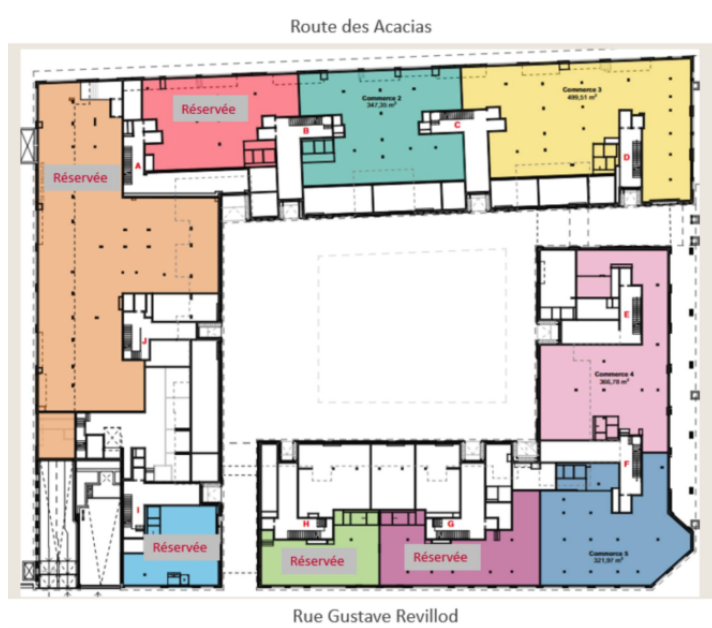 Route des Acacias
Commerce 3
499,51 m²
Commerce 2
347,35 m²
Réservée
B
C
A
D
Réservée
E
J
Commerce 4
366,78 m²
F
I
H
G
Réservée
Commerce 5
321,97 m²
Réservée
Réservée
Rue Gustave Revillod